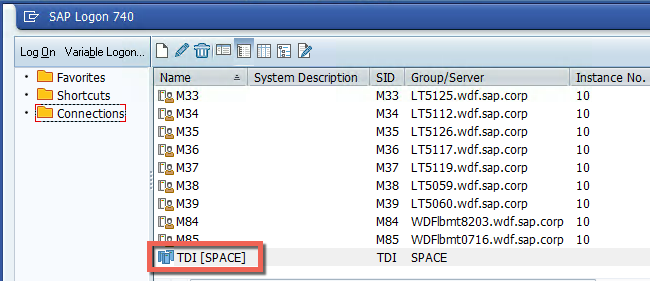 SAP Logon 740
Log On Variable Logon...
Favorites
Shortcuts
Connections
Name System Description SID Group/Server Instance No.
M33 M33 LT5125.wdf.sap.corp 10
M34 M34 LT5112.wdf.sap.corp 10
M35 M35 LT5126.wdf.sap.corp 10
M36 M36 LT5117.wdf.sap.corp 10
M37 M37 LT5119.wdf.sap.corp 10
M38 M38 LT5059.wdf.sap.corp 10
M39 M39 LT5060.wdf.sap.corp 10
M84 M84 WDFlbmt8203.wdf.sap.corp 10
M85 M85 WDFlbmt0716.wdf.sap.corp 10
TDI [SPACE] TDI SPACE